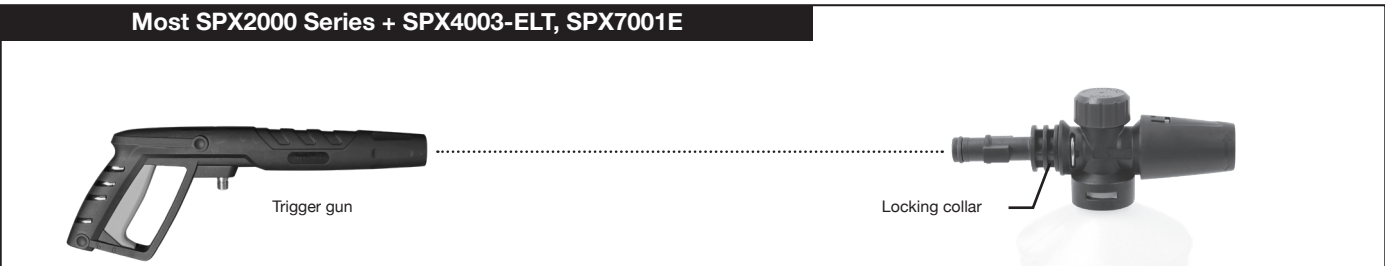 Most SPX2000 Series + SPX4003-ELT, SPX7001E
Trigger gun
Locking collar